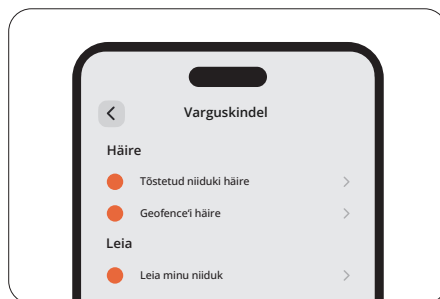 Varguskindel
Häire
Tõstetud niiduki häire
Geofence'i häire
Leia
Leia minu niiduk